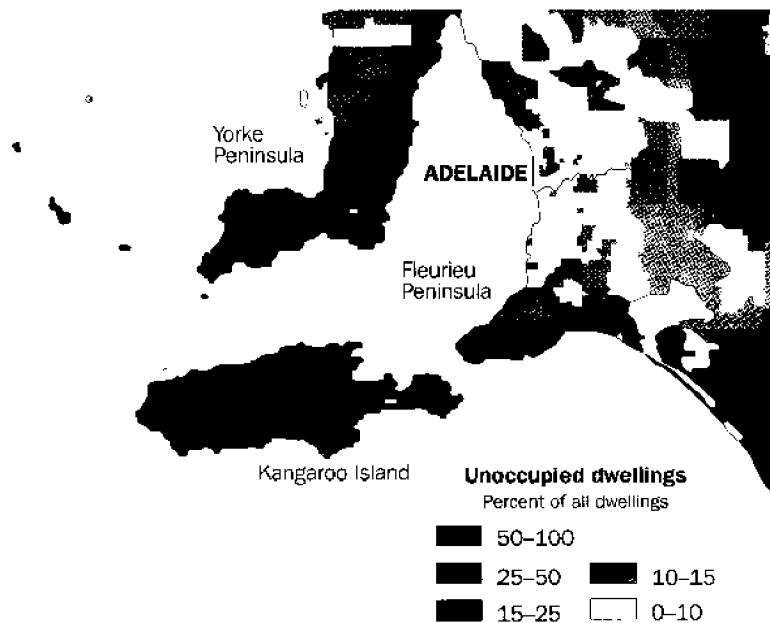 Yorke
Peninsula
ADELAIDE
Fleurieu
Peninsula
Kangaroo Island
Unoccupied dwellings
Percent of all dwellings
50–100
25–50
10–15
15–25
0–10